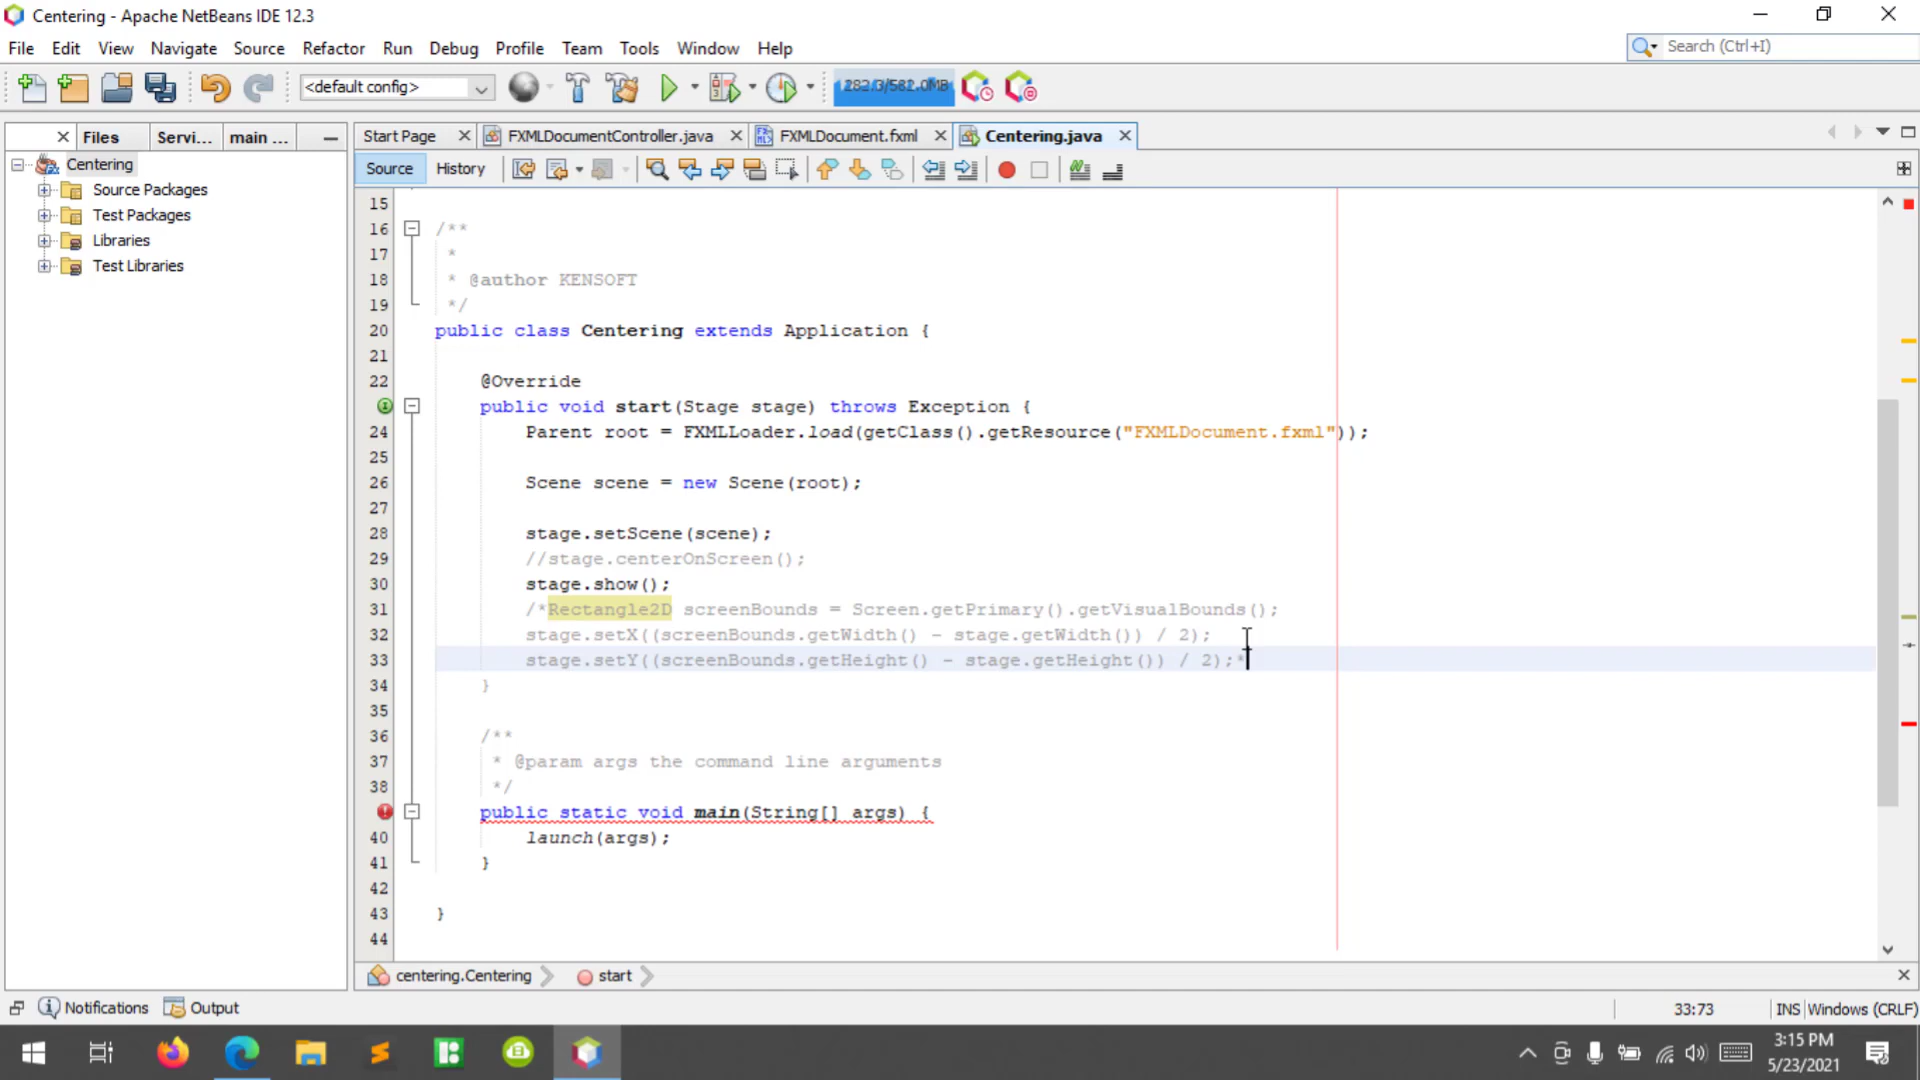 Centering - Apache NetBeans IDE 12.3
File Edit View Navigate Source Refactor Run Debug Profile Team Tools Window Help
Search (Ctrl+I)
<default config>
282.3/582.0MB
Files Servi... main ...
Start Page FXMLDocumentController.java FXMLDocument.fxml Centering.java
Source History
Centering
Source Packages
Test Packages
Libraries
Test Libraries
15
16 /**
17 *
18 * @author KENSOFT
19 */
20 public class Centering extends Application {
21
22 @Override
public void start(Stage stage) throws Exception {
24 Parent root = FXMLLoader.load(getClass().getResource("FXMLDocument.fxml"));
25
26 Scene scene = new Scene(root);
27
28 stage.setScene(scene);
29 //stage.centerOnScreen();
30 stage.show();
31 /*Rectangle2D screenBounds = Screen.getPrimary().getVisualBounds();
32 stage.setX((screenBounds.getWidth() - stage.getWidth()) / 2);
33 stage.setY((screenBounds.getHeight() - stage.getHeight()) / 2);*
34 }
35
36 /**
37 * @param args the command line arguments
38 */
public static void main(String[] args) {
40 launch(args);
41 }
42
43 }
44
centering.Centering start
Notifications Output
33:73 INS Windows (CRLF)
3:15 PM
5/23/2021